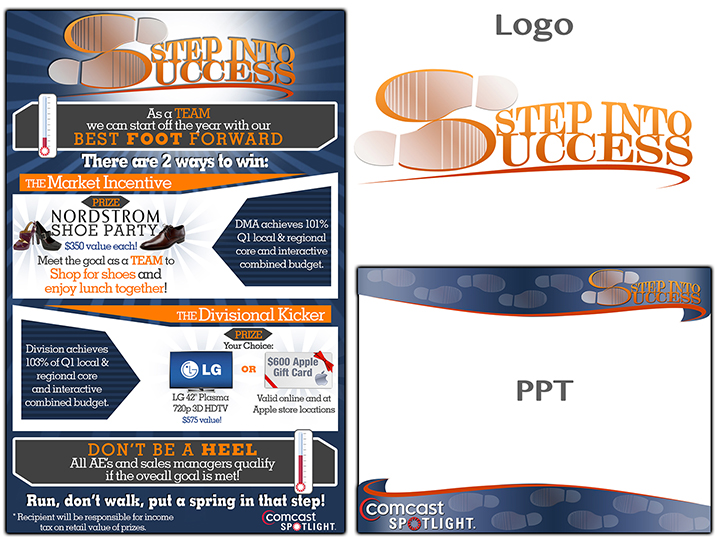 STEP INTO
SUCCESS
As a TEAM
we can start off the year with our
BEST FOOT FORWARD
There are 2 ways to win:
THE Market Incentive
PRIZE
NORDSTROM
SHOE PARTY
$350 value each!
Meet the goal as a TEAM to
Shop for shoes and
enjoy lunch together!
DMA achieves 101%
Q1 local & regional
core and interactive
combined budget.
THE Divisional Kicker
Division achieves
103% of Q1 local &
regional core
and interactive
combined budget.
PRIZE
Your Choice:
LG
OR
$600 Apple
Gift Card
LG 42" Plasma
720p 3D HDTV
$575 value!
Valid online and at
Apple store locations
DON'T BE A HEEL
All AE's and sales managers qualify
if the oveall goal is met!
Run, don't walk, put a spring in that step!
* Recipient will be responsible for income
tax on retail value of prizes.
comcast
SPOTLIGHT
Logo
STEP INTO
SUCCESS
STEP INTO
SUCCESS
PPT
comcast
SPOTLIGHT